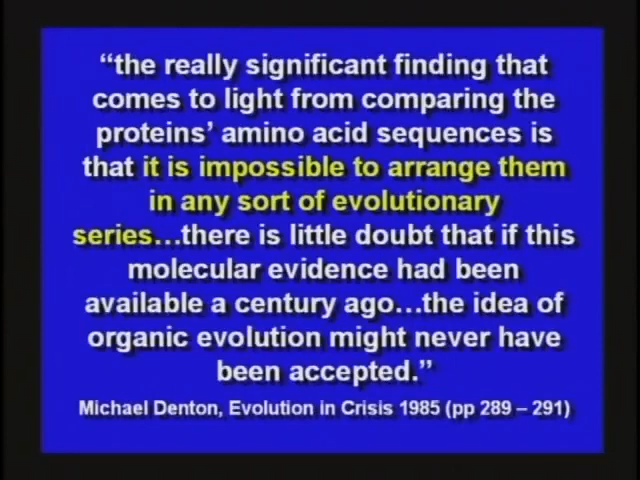 “the really significant finding that
comes to light from comparing the
proteins’ amino acid sequences is
that it is impossible to arrange them
in any sort of evolutionary
series…there is little doubt that if this
molecular evidence had been
available a century ago…the idea of
organic evolution might never have
been accepted.”
Michael Denton, Evolution in Crisis 1985 (pp 289 – 291)